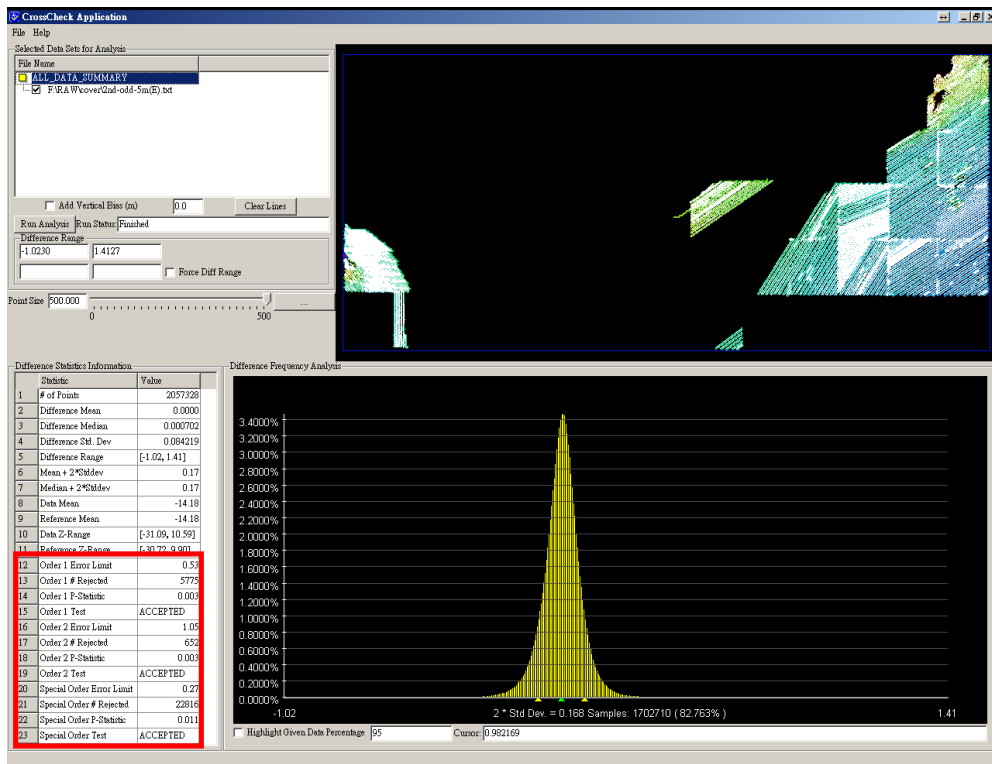 CrossCheck Application
File Help
Selected Data Sets for Analysis
File Name
ALL_DATA_SUMMARY
F:\RAW\cover\2nd-odd-5m(E).txt
Add Vertical Bias (m) 0.0 Clear Lines
Run Analysis Run Status: Finished
Difference Range
-1.0230 1.4127
Force Diff Range
Point Size 500.000 ...
0 500
Difference Statistics Information
Statistic Value
1 # of Points 2057328
2 Difference Mean 0.0000
3 Difference Median 0.000702
4 Difference Std. Dev 0.084219
5 Difference Range [-1.02, 1.41]
6 Mean + 2*Stddev 0.17
7 Median + 2*Stddev 0.17
8 Data Mean -14.18
9 Reference Mean -14.18
10 Data Z-Range [-31.09, 10.59]
11 Reference Z-Range [-30.72, 9.90]
12 Order 1 Error Limit 0.53
13 Order 1 # Rejected 5775
14 Order 1 P-Statistic 0.003
15 Order 1 Test ACCEPTED
16 Order 2 Error Limit 1.05
17 Order 2 # Rejected 652
18 Order 2 P-Statistic 0.003
19 Order 2 Test ACCEPTED
20 Special Order Error Limit 0.27
21 Special Order # Rejected 22816
22 Special Order P-Statistic 0.011
23 Special Order Test ACCEPTED
Difference Frequency Analysis
3.4000%
3.2000%
3.0000%
2.8000%
2.6000%
2.4000%
2.2000%
2.0000%
1.8000%
1.6000%
1.4000%
1.2000%
1.0000%
0.8000%
0.6000%
0.4000%
0.2000%
0.0000%
-1.02 2 * Std Dev. = 0.168 Samples: 1702710 ( 82.763% ) 1.41
Highlight Given Data Percentage 95 Cursor: 0.982169